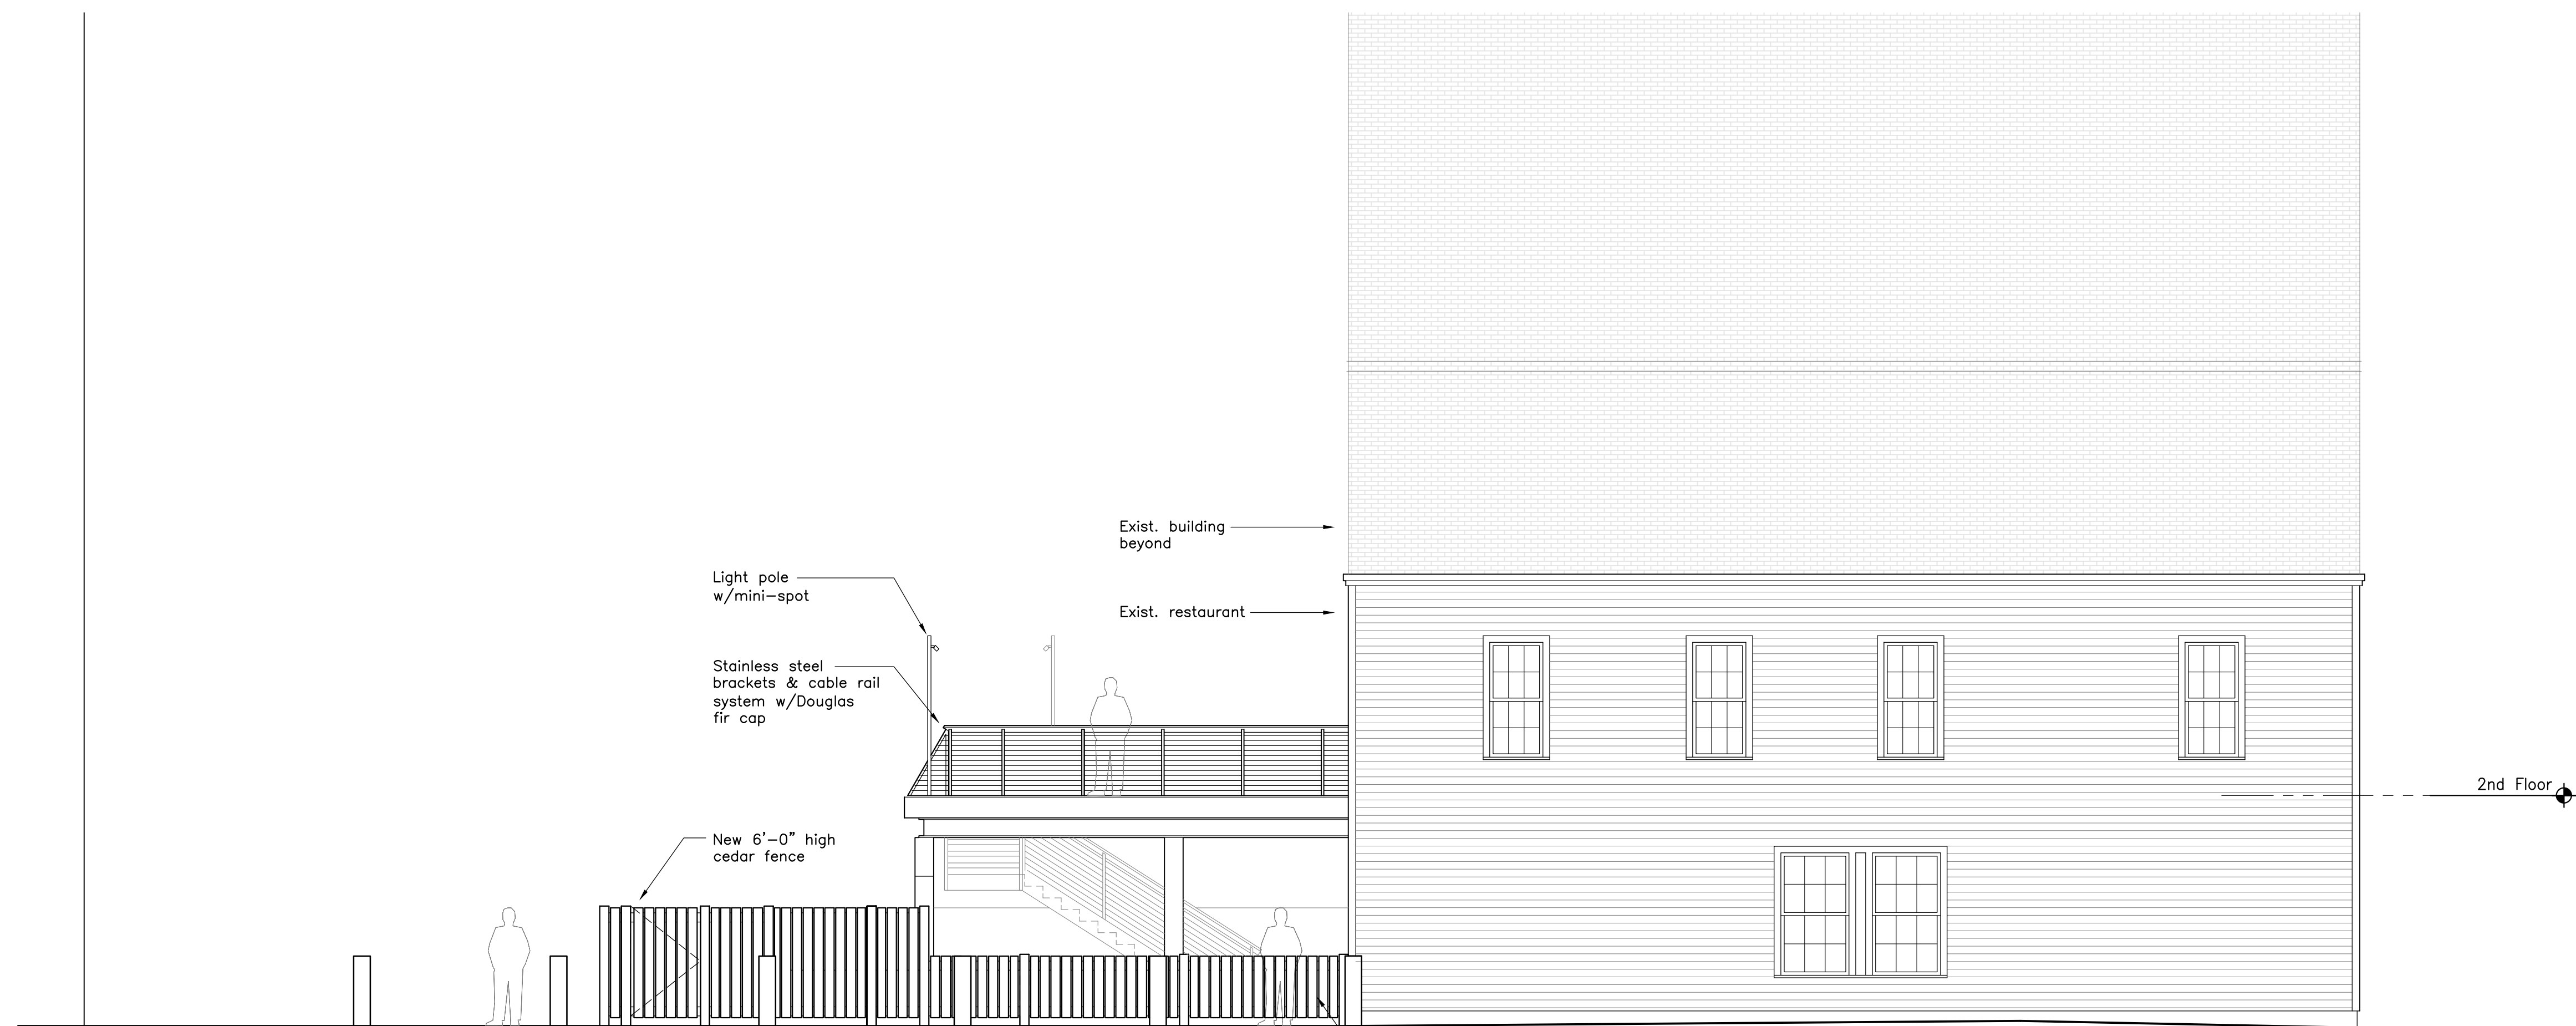 Exist. building
beyond
Light pole
w/mini-spot
Exist. restaurant
Stainless steel
brackets & cable rail
system w/Douglas
fir cap
2nd Floor
New 6'-0" high
cedar fence